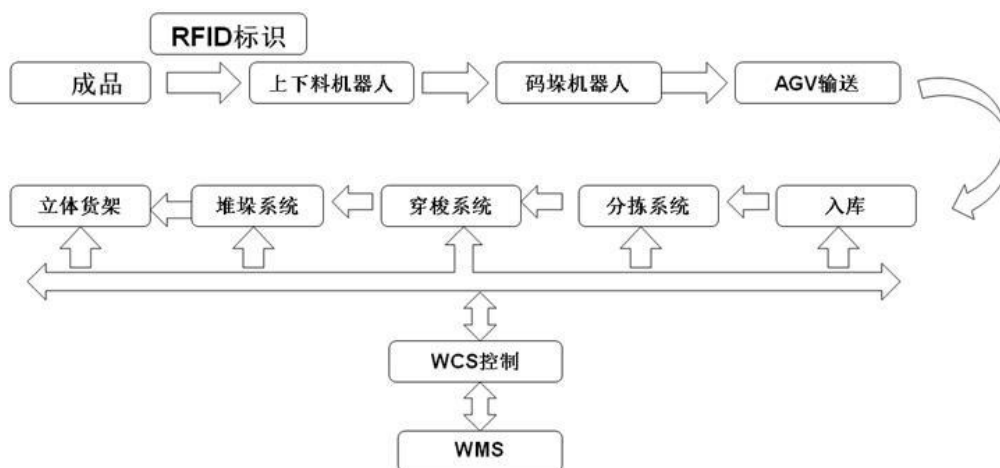 RFID标识
成品
上下料机器人
码垛机器人
AGV输送
立体货架
堆垛系统
穿梭系统
分拣系统
入库
WCS控制
WMS